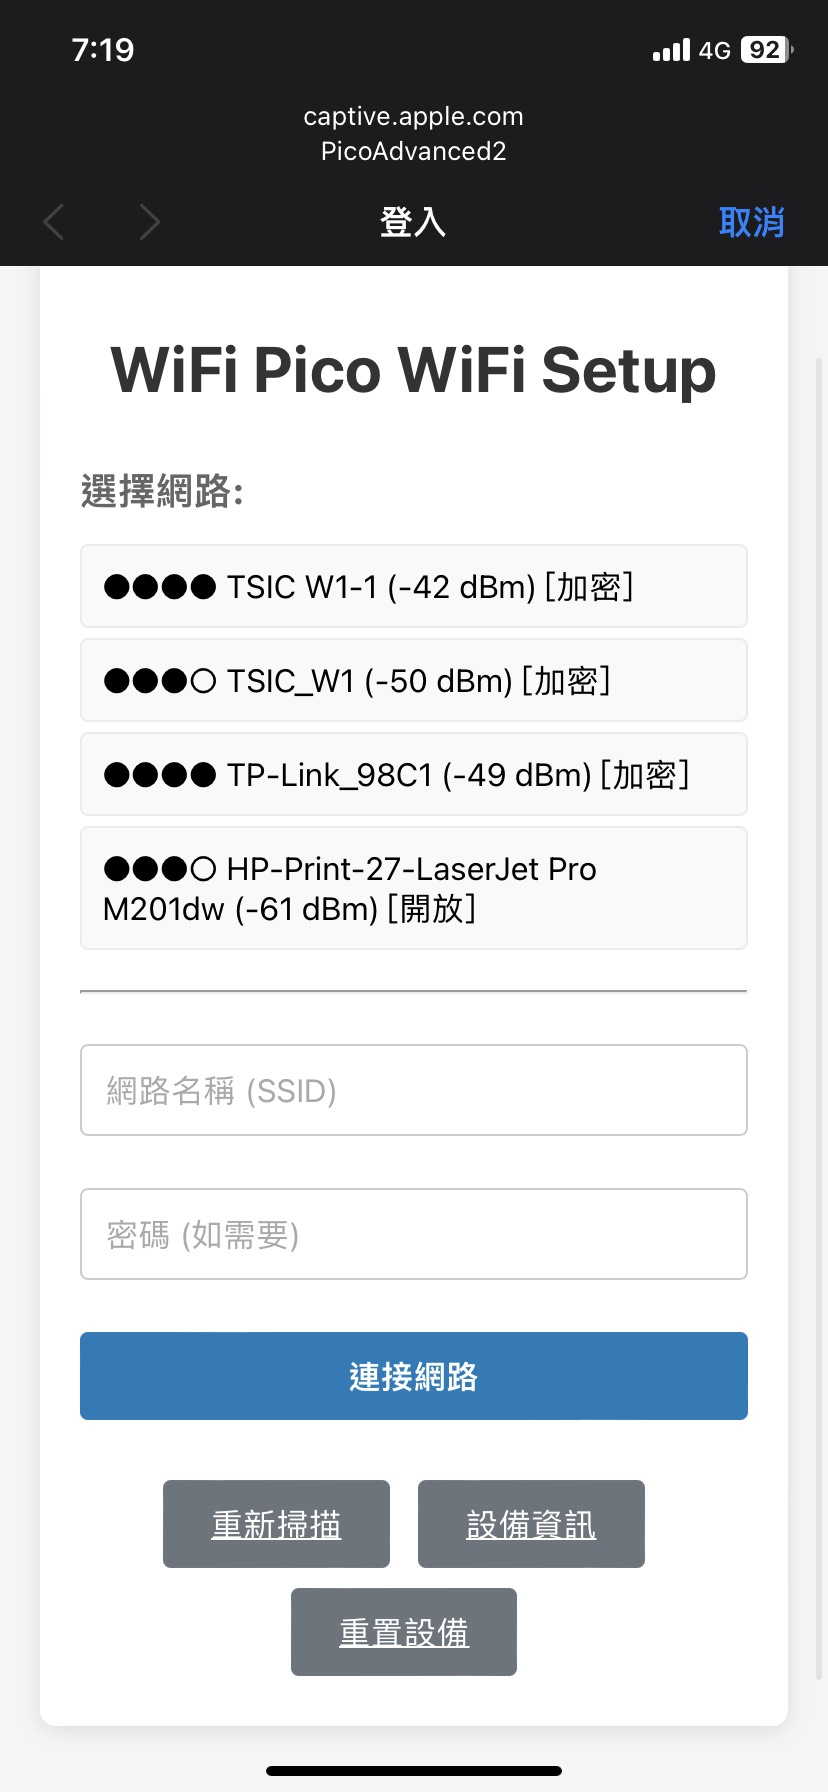 7:19
4G 92
captive.apple.com
PicoAdvanced2
登入
取消
WiFi Pico WiFi Setup
選擇網路:
●●●● TSIC W1-1 (-42 dBm) [加密]
●●●○ TSIC_W1 (-50 dBm) [加密]
●●●● TP-Link_98C1 (-49 dBm) [加密]
●●●○ HP-Print-27-LaserJet Pro
M201dw (-61 dBm) [開放]
網路名稱 (SSID)
密碼 (如需要)
連接網路
重新掃描
設備資訊
重置設備